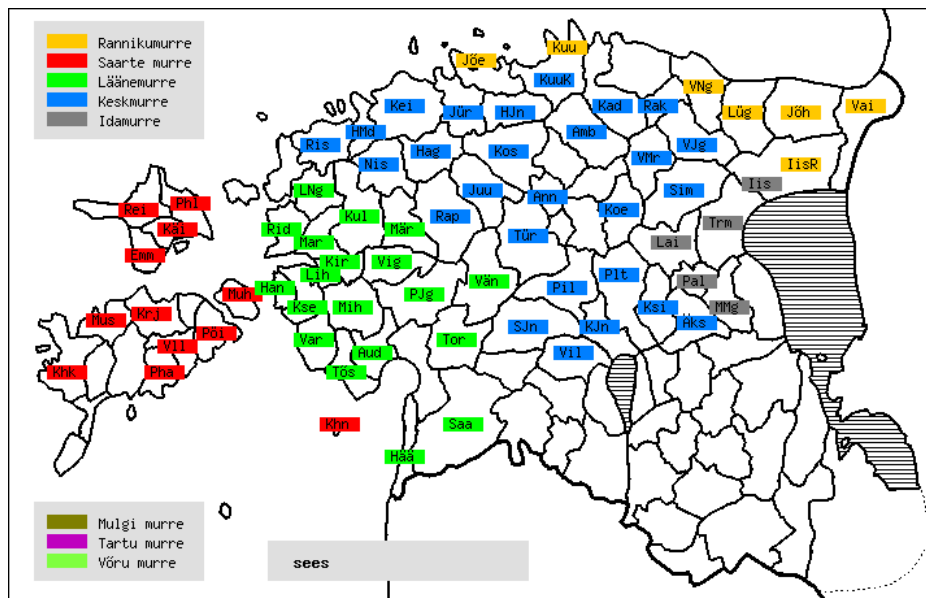 Rannikumurre
Saarte murre
Läänemurre
Keskmurre
Idamurre
Kuu
Jõe
KuuK
VNg
Kei
Jür
HJn
Kad
Rak
Lüg
Jõh
Vai
HMd
Ris
Hag
Kos
Amb
VJg
Nis
VMr
IisR
LNg
Juu
Ann
Sim
Iis
Rei
Phl
Käi
Emm
Rid
Kul
Mär
Rap
Koe
Trm
Mar
Tür
Lai
Kir
Vig
Lih
Han
Vän
Pil
Plt
Pal
Muh
Kse
Mih
PJg
Ksi
MMg
Mus
Krj
Põi
Vll
SJn
KJn
Äks
Var
Aud
Tor
Vil
Khk
Pha
Tõs
Khn
Saa
Hää
Mulgi murre
Tartu murre
Võru murre
sees